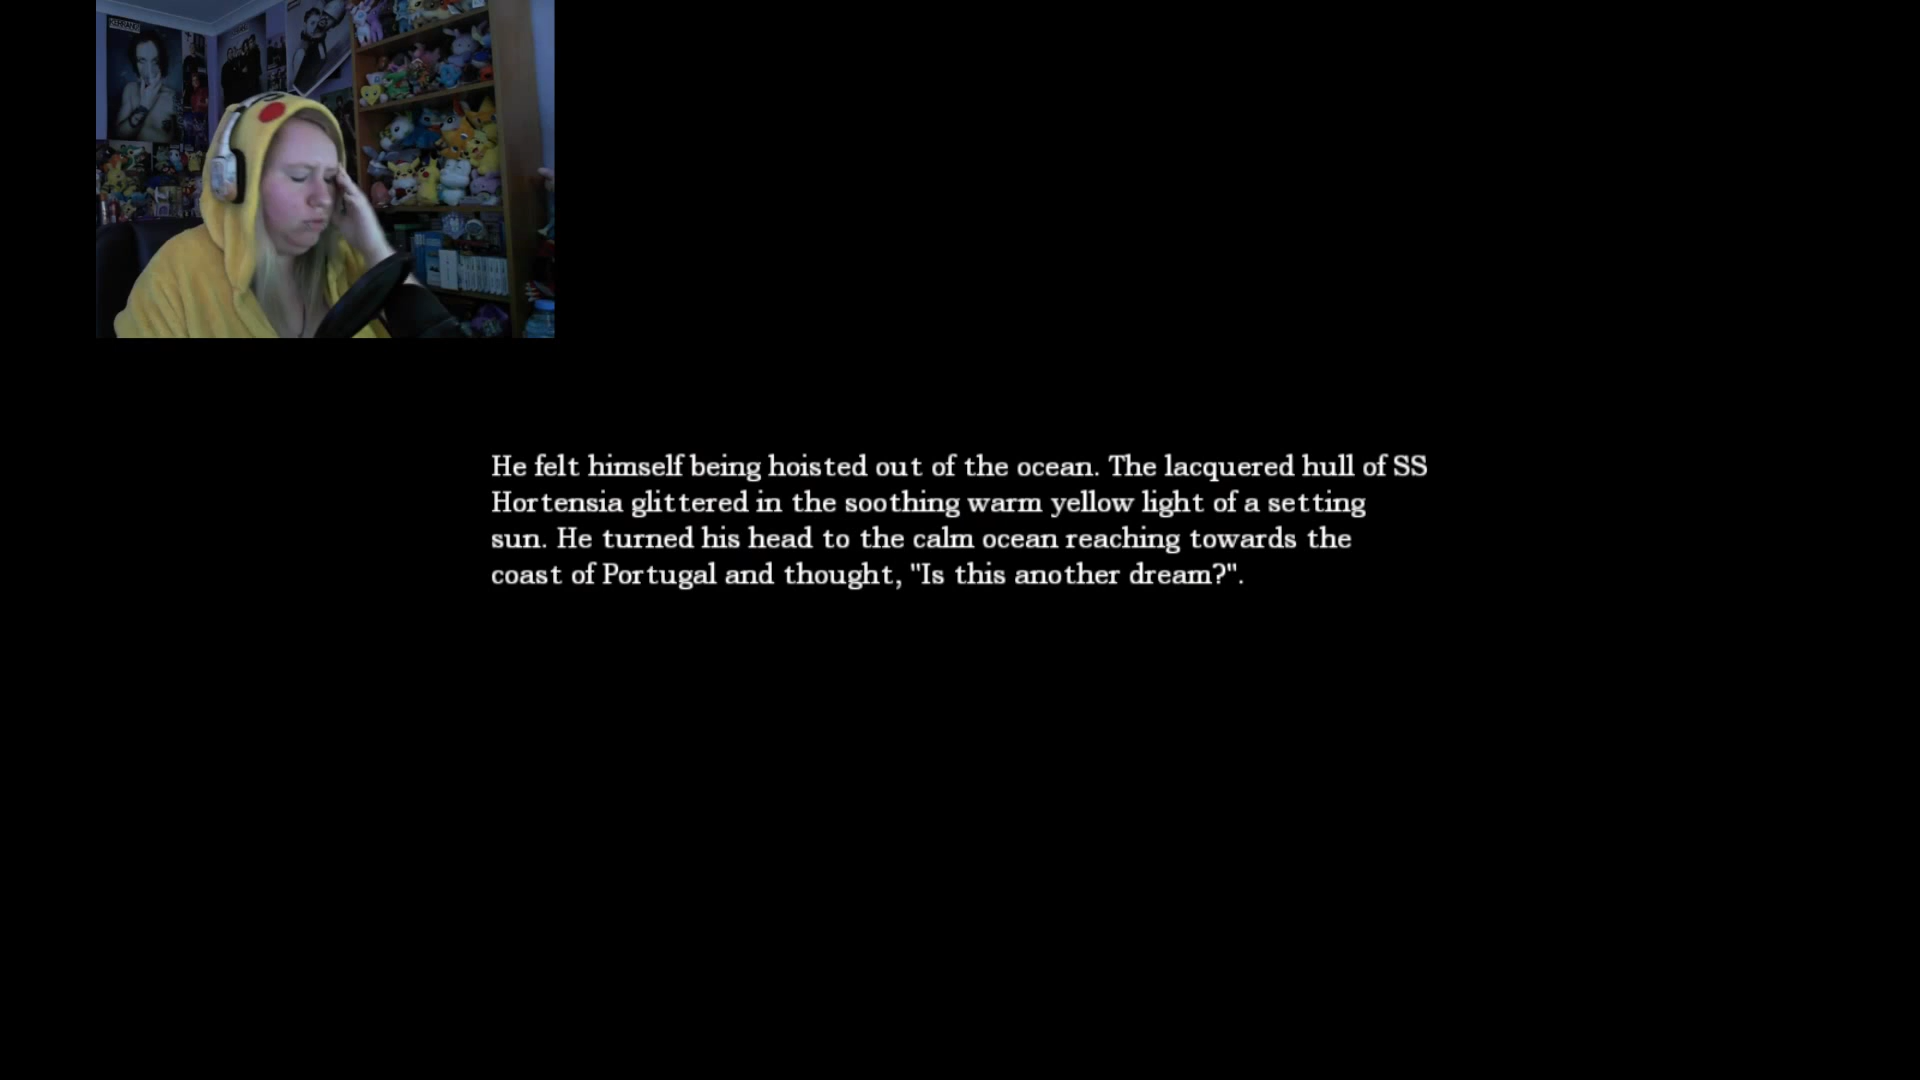 He felt himself being hoisted out of the ocean. The lacquered hull of SS
Hortensia glittered in the soothing warm yellow light of a setting
sun. He turned his head to the calm ocean reaching towards the
coast of Portugal and thought, "Is this another dream?".